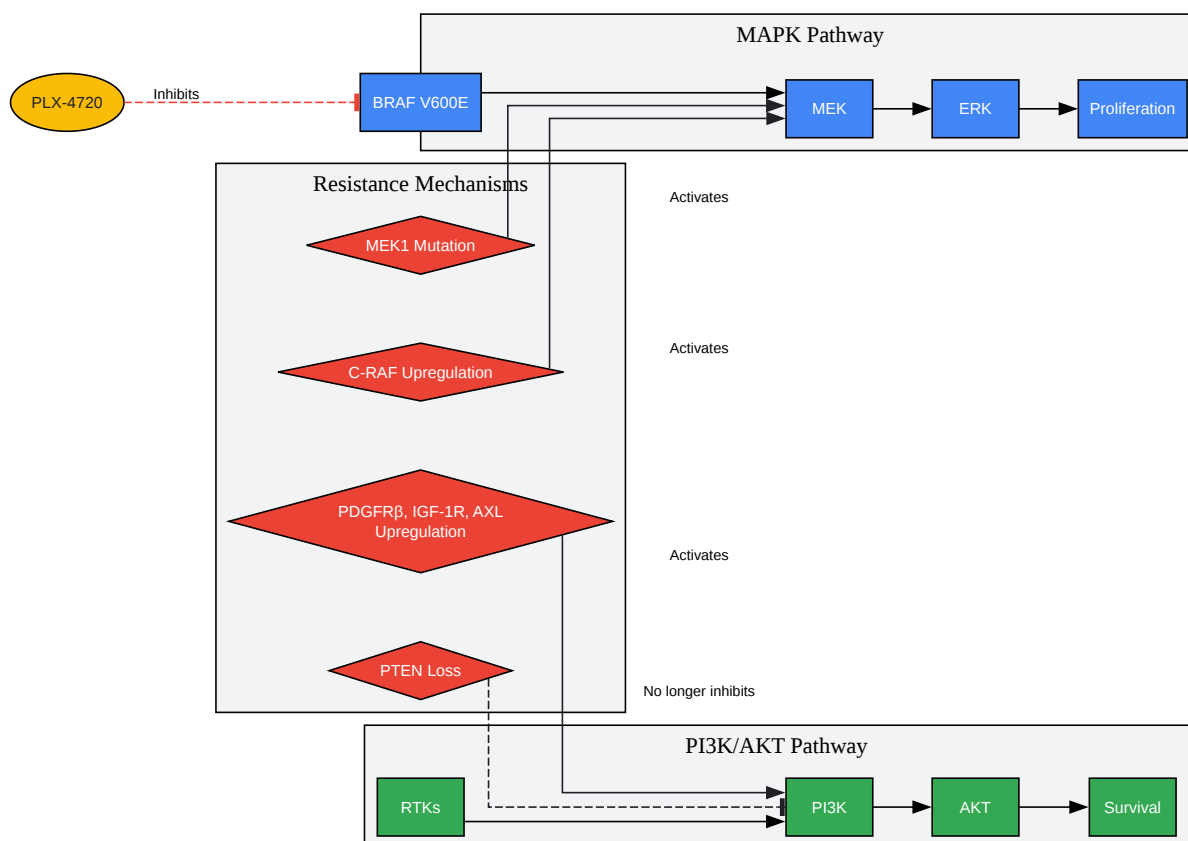 MAPK Pathway
PLX-4720
Inhibits
BRAF V600E
MEK
ERK
Proliferation
Resistance Mechanisms
Activates
MEK1 Mutation
Activates
C-RAF Upregulation
PDGFRβ, IGF-1R, AXL
Upregulation
Activates
PTEN Loss
No longer inhibits
PI3K/AKT Pathway
RTKs
PI3K
AKT
Survival